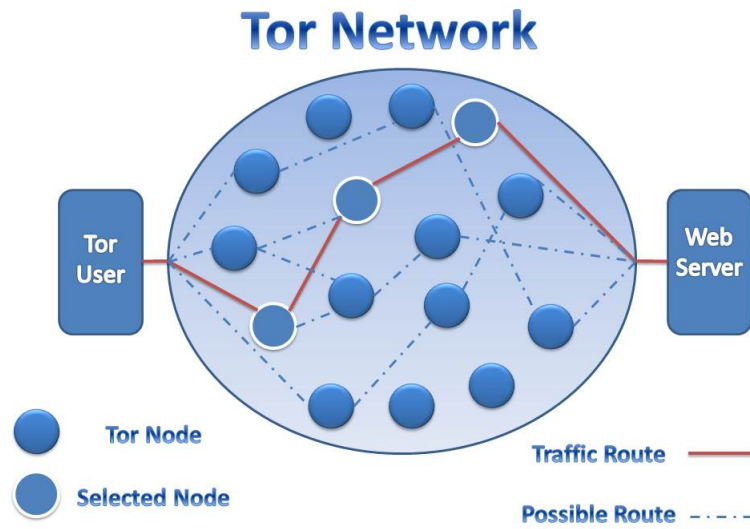 Tor Network
Tor
User
Web
Server
Tor Node
Selected Node
Traffic Route
Possible Route